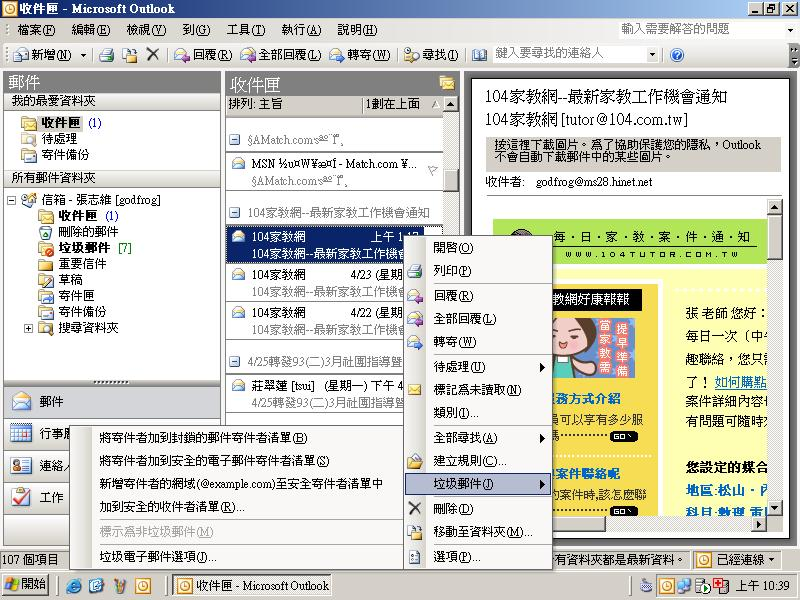 收件匣 - Microsoft Outlook
檔案(F) 編輯(E) 檢視(V) 到(G) 工具(T) 執行(A) 說明(H) 輸入需要解答的問題
新增(N) 回覆(R) 全部回覆(L) 轉寄(W) 尋找(I) 鍵入要尋找的連絡人
郵件
我的最愛資料夾
收件匣 (1)
待處理
寄件備份
所有郵件資料夾
信箱 - 張志維 [godfrog]
收件匣 (1)
刪除的郵件
垃圾郵件 [7]
重要信件
草稿
寄件匣
寄件備份
搜尋資料夾
郵件
行事
連絡
工作
收件匣
排列: 主旨 1劃在上面
§AMatch.com
MSN ½u¤W¥æ¤Í - Match.com ¥...
§AMatch.com
104家教網--最新家教工作機會通知
104家教網 上午
104家教網--最新家教工作機會
104家教網 4/23 (星期
104家教網--最新家教工作機會
104家教網 4/22 (星期
104家教網--最新家教工作機會
4/25轉發93(二)3月社團指導暨
莊翠蓮 [tsui] (星期一) 下午 4
4/25轉發93(二)3月社團指導暨
104家教網--最新家教工作機會通知
104家教網 [tutor@104.com.tw]
按這裡下載圖片。為了協助保護您的隱私，Outlook
不會自動下載郵件中的某些圖片。
收件者: godfrog@ms28.hinet.net
每‧日‧家‧教‧案‧件‧通‧知
WWW.104TUTOR.COM.TW
教網好康報報
當家教需
提早準備
務方式介紹
可以享有多少服
GO
案件聯絡呢
的案件時,該怎麼聯
GO
張 老師 您好：
每日一次（中午
趣聯絡，您只
了！ 如何購點
案件詳細內容
有問題可隨時
您設定的媒合
地區:松山、內
科目:數理
開啟(O)
列印(P)
回覆(R)
全部回覆(L)
轉寄(W)
待處理(U)
標記為未讀取(N)
類別(I)...
全部尋找(A)
建立規則(C)...
垃圾郵件(J)
刪除(D)
移動至資料夾(M)...
選項(P)...
將寄件者加到封鎖的郵件寄件者清單(B)
將寄件者加到安全的電子郵件寄件者清單(S)
新增寄件者的網域(@example.com)至安全寄件者清單中
加到安全的收件者清單(R)...
標示為非垃圾郵件(M)
垃圾電子郵件選項(J)...
107 個項目 有資料夾都是最新資料。 已經連線
開始 收件匣 - Microsoft Outlook 上午 10:39